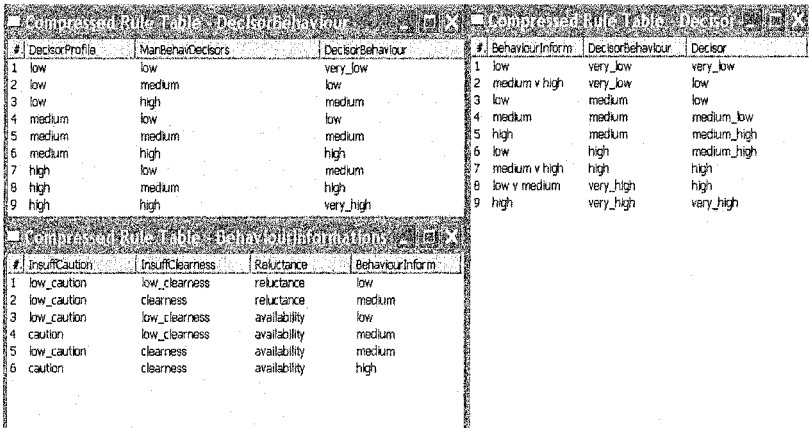 Compressed Rule Table - DecisorBehaviour
#. DecisorProfile ManBehavDecisors DecisorBehaviour
1 low low very_low
2 low medium low
3 low high medium
4 medium low low
5 medium medium medium
6 medium high high
7 high low medium
8 high medium high
9 high high very_high
Compressed Rule Table - BehaviourInformations
#. InsuffCaution InsuffClearness Reluctance BehaviourInform
1 low_caution low_clearness reluctance low
2 low_caution clearness reluctance medium
3 low_caution low_clearness availability low
4 caution low_clearness availability medium
5 low_caution clearness availability medium
6 caution clearness availability high
Compressed Rule Table - Decisor
#. BehaviourInform DecisorBehaviour Decisor
1 low very_low very_low
2 medium v high very_low low
3 low medium low
4 medium medium medium_low
5 high medium medium_high
6 low high medium_high
7 medium v high high high
8 low v medium very_high high
9 high very_high very_high